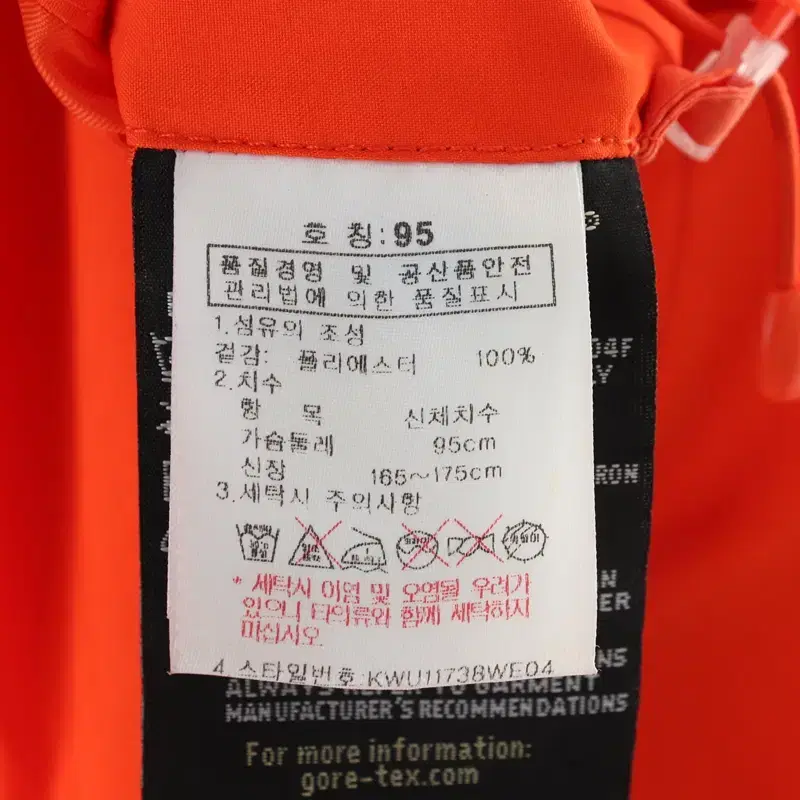 호 칭: 95
품질경영 및 공산품안전
관리법에 의한 품질표시
1.섬유의 조성
겉감: 폴리에스터 100%
2.치수
항 목 신체치수
가슴둘레 95cm
신장 165~175cm
3.세탁시 주의사항
* 세탁시 이염 및 오염될 우려가
있으니 타의류와 함께 세탁하지
마십시오.
4.스타일번호:KWU11738WE04
ALWAYS REFER TO GARMENT
MANUFACTURER'S RECOMMENDATIONS
For more information:
gore-tex.com